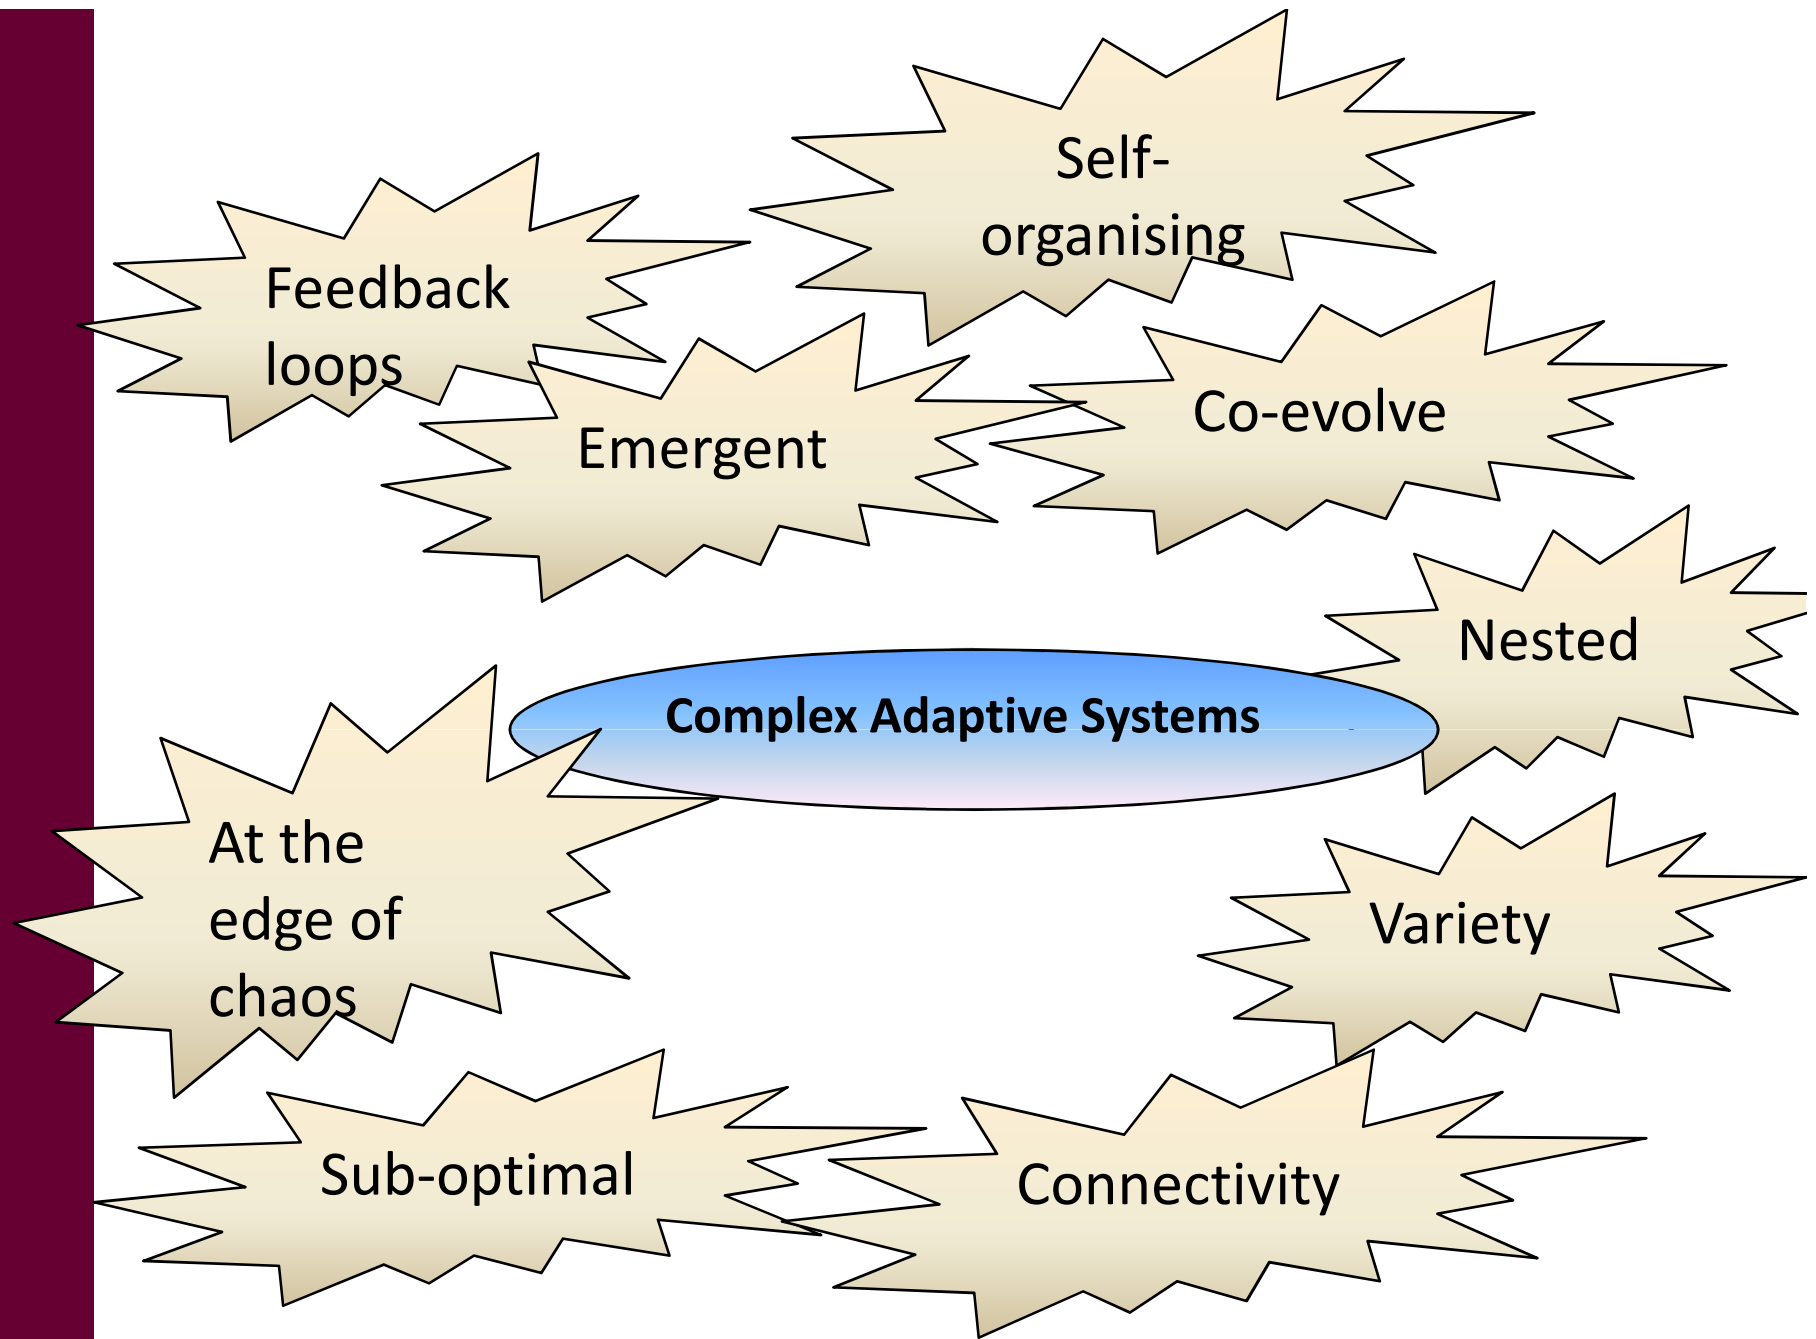 Self-
organising
Feedback
loops
Emergent
Co-evolve
Nested
Complex Adaptive Systems
At the
edge of
chaos
Variety
Sub-optimal
Connectivity